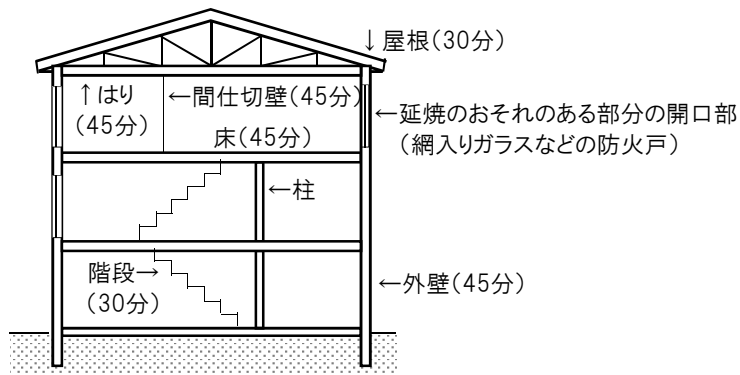 ↓屋根(30分)
↑はり
(45分)
←間仕切壁(45分)
床(45分)
←延焼のおそれのある部分の開口部
(網入りガラスなどの防火戸)
←柱
階段→
(30分)
←外壁(45分)